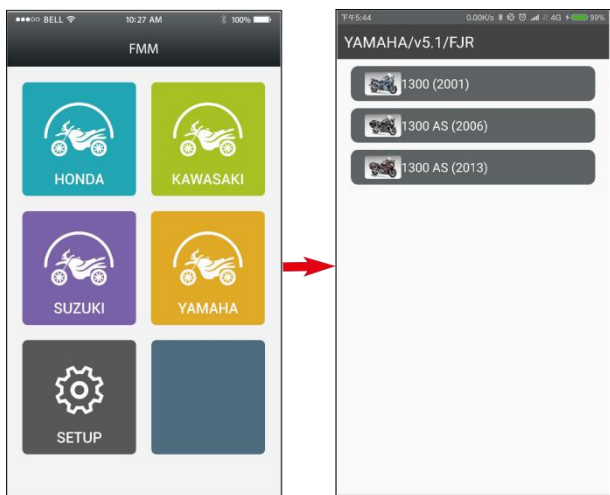 BELL 10:27 AM 100%
FMM
HONDA KAWASAKI
SUZUKI YAMAHA
SETUP
下午5:44 0.00K/s 4G 99%
YAMAHA/v5.1/FJR
1300 (2001)
1300 AS (2006)
1300 AS (2013)